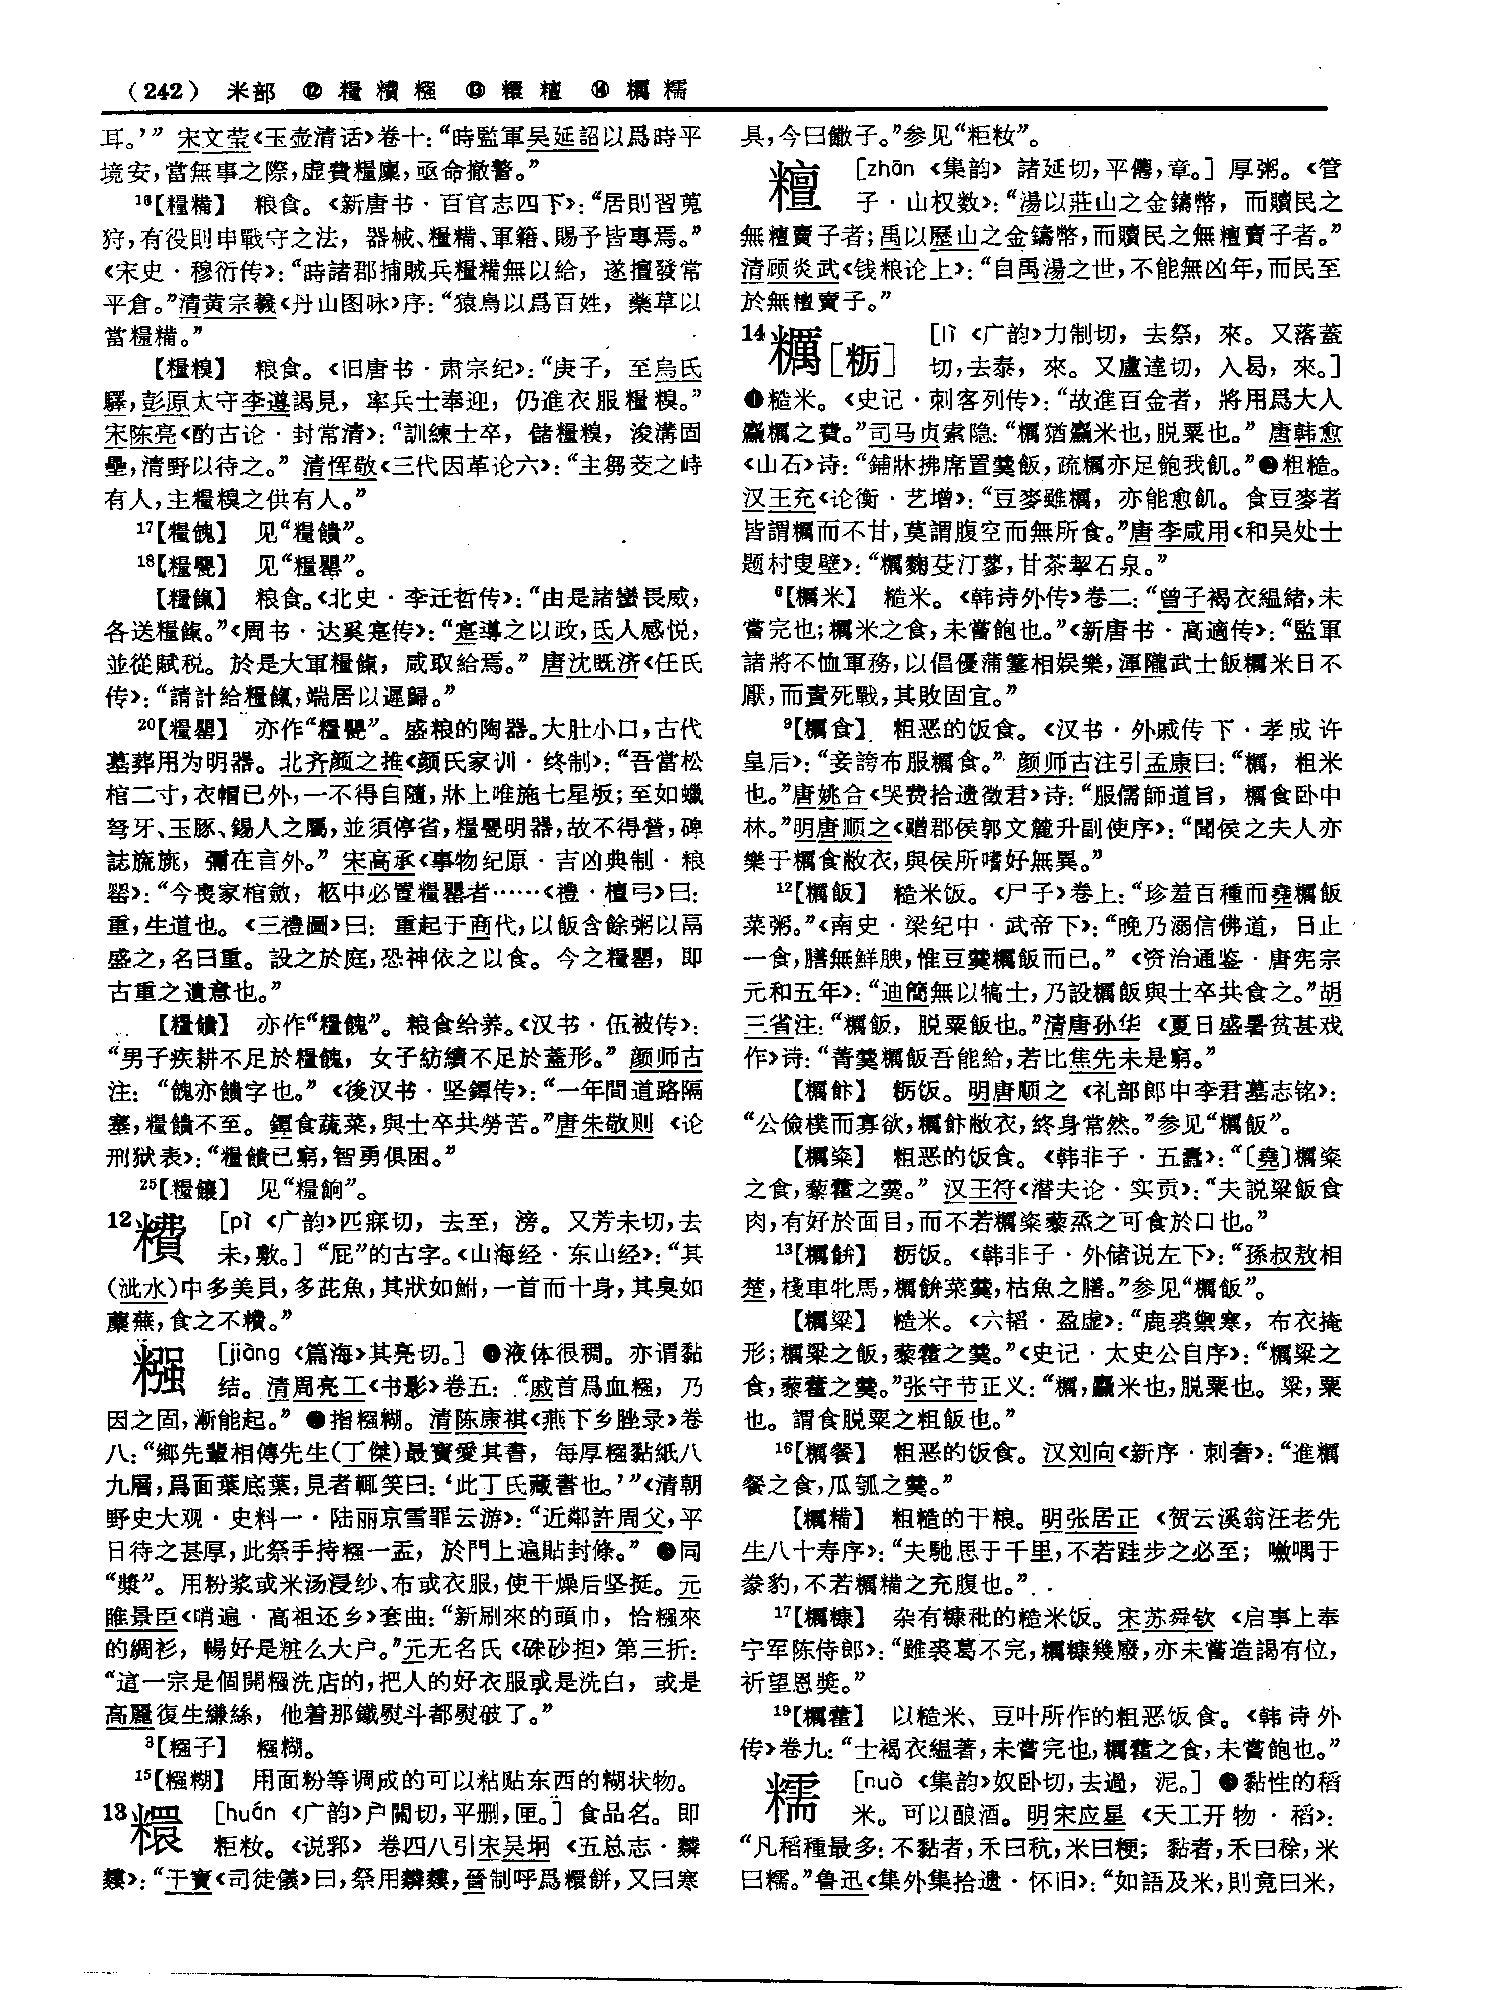 (242) 米部 ⑫ 糧 䊧 糨 ⑬ 糫 䊲 ⑭ 糲 糯
耳。’” 宋文莹《玉壶清话》卷十：“時監軍吴延詔以爲時平
境安，當無事之際，虚費糧廪，亟命撤警。”
16【糧糒】 粮食。《新唐书·百官志四下》：“居則習蒐
狩，有役則申戰守之法，器械、糧糒、軍籍、賜予皆專焉。”
《宋史·穆衍传》：“時諸郡捕賊兵糧糒無以給，遂擅發常
平倉。”清黄宗羲《丹山图咏》序：“猿鳥以爲百姓，藥草以
當糧糒。”
【糧糗】 粮食。《旧唐书·肃宗纪》：“庚子，至烏氏
驛，彭原太守李遵謁見，率兵士奉迎，仍進衣服糧糗。”
宋陈亮《酌古论·封常清》：“訓練士卒，儲糧糗，浚溝固
壘，清野以待之。” 清恽敬《三代因革论六》：“主芻茭之峙
有人，主糧糗之供有人。”
17【糧餽】 见“糧饋”。
18【糧甖】 见“糧罌”。
【糧餼】 粮食。《北史·李迁哲传》：“由是諸蠻畏威，
各送糧餼。”《周书·达奚寔传》：“寔導之以政，氐人感悦，
並從賦税。於是大軍糧餼，咸取給焉。” 唐沈既济《任氏
传》：“請計給糧餼，端居以遲歸。”
20【糧罌】 亦作“糧甖”。盛粮的陶器。大肚小口，古代
墓葬用为明器。北齐颜之推《颜氏家训·终制》：“吾當松
棺二寸，衣帽已外，一不得自隨，牀上唯施七星板；至如蠟
弩牙、玉豚、錫人之屬，並須停省，糧甖明器，故不得營，碑
誌旒旐，彌在言外。” 宋高承《事物纪原·吉凶典制·粮
罂》：“今喪家棺斂，柩中必置糧罌者……《禮·檀弓》曰：
重，生道也。《三禮圖》曰：重起于商代，以飯含餘粥以鬲
盛之，名曰重。設之於庭，恐神依之以食。今之糧罌，即
古重之遺意也。”
【糧饋】 亦作“糧餽”。粮食给养。《汉书·伍被传》：
“男子疾耕不足於糧餽，女子紡績不足於蓋形。” 颜师古
注：“餽亦饋字也。”《後汉书·坚鐔传》：“一年間道路隔
塞，糧饋不至。鐔食蔬菜，與士卒共勞苦。”唐朱敬则《论
刑狱表》：“糧饋已窮，智勇俱困。”
25【糧饟】 见“糧餉”。
12 䊧 [pì 《广韵》匹寐切，去至，滂。又芳未切，去
未，敷。] “屁”的古字。《山海经·东山经》：“其
（泚水）中多美貝，多茈魚，其狀如鮒，一首而十身，其臭如
蘪蕪，食之不䊧。”
糨 [jiàng 《篇海》其亮切。] ❶液体很稠。亦谓黏
结。清周亮工《书影》卷五：“戚首爲血糨，乃
因之固，漸能起。” ❷指糨糊。清陈康祺《燕下乡脞录》卷
八：“鄉先輩相傳先生（丁傑）最寶愛其書，每厚糨黏紙八
九層，爲面葉底葉，見者輒笑曰：‘此丁氏藏書也。’”《清朝
野史大观·史料一·陆丽京雪罪云游》：“近鄰許周父，平
日待之甚厚，此祭手持糨一盂，於門上遍貼封條。” ❸同
“漿”。用粉浆或米汤浸纱、布或衣服，使干燥后坚挺。元
睢景臣《哨遍·高祖还乡》套曲：“新刷來的頭巾，恰糨來
的綢衫，暢好是粧么大户。”元无名氏《硃砂担》第三折：
“這一宗是個開糨洗店的，把人的好衣服或是洗白，或是
高麗復生縑絲，他着那鐵熨斗都熨破了。”
3【糨子】 糨糊。
15【糨糊】 用面粉等调成的可以粘贴东西的糊状物。
13 糫 [huán 《广韵》户關切，平删，匣。] 食品名。即
粔籹。《说郛》卷四八引宋吴坰《五总志·䴼
䴼》：“干寶《司徒儀》曰，祭用䴼䴼，晉制呼爲糫餅，又曰寒
具，今曰饊子。”参见“粔籹”。
䊲 [zhān 《集韵》諸延切，平僊，章。] 厚粥。《管
子·山权数》：“湯以莊山之金鑄幣，而贖民之
無䊲賣子者；禹以歷山之金鑄幣，而贖民之無䊲賣子者。”
清顾炎武《钱粮论上》：“自禹湯之世，不能無凶年，而民至
於無䊲賣子。”
14 糲[粝] [lì 《广韵》力制切，去祭，來。又落蓋
切，去泰，來。又盧達切，入曷，來。]
❶糙米。《史记·刺客列传》：“故進百金者，將用爲大人
麤糲之費。”司马贞索隐：“糲猶麤米也，脱粟也。” 唐韩愈
《山石》诗：“鋪牀拂席置羹飯，疏糲亦足飽我飢。”❷粗糙。
汉王充《论衡·艺增》：“豆麥雖糲，亦能愈飢。食豆麥者
皆謂糲而不甘，莫謂腹空而無所食。”唐李咸用《和吴处士
题村叟壁》：“糲麴芟汀蓼，甘茶挈石泉。”
6【糲米】 糙米。《韩诗外传》卷二：“曾子褐衣緼緒，未
嘗完也；糲米之食，未嘗飽也。”《新唐书·高適传》：“監軍
諸將不恤軍務，以倡優蒲簺相娱樂，渾隴武士飯糲米日不
厭，而責死戰，其敗固宜。”
9【糲食】 粗恶的饭食。《汉书·外戚传下·孝成许
皇后》：“妾誇布服糲食。” 颜师古注引孟康曰：“糲，粗米
也。”唐姚合《哭费拾遗徵君》诗：“服儒師道旨，糲食卧中
林。”明唐顺之《赠郡侯郭文麓升副使序》：“聞侯之夫人亦
樂于糲食敝衣，與侯所嗜好無異。”
12【糲飯】 糙米饭。《尸子》卷上：“珍羞百種而堯糲飯
菜粥。”《南史·梁纪中·武帝下》：“晚乃溺信佛道，日止
一食，膳無鮮腴，惟豆羹糲飯而已。”《资治通鉴·唐宪宗
元和五年》：“迪簡無以犒士，乃設糲飯與士卒共食之。”胡
三省注：“糲飯，脱粟飯也。”清唐孙华《夏日盛暑贫甚戏
作》诗：“菁羹糲飯吾能給，若比焦先未是窮。”
【糲飰】 粝饭。明唐顺之《礼部郎中李君墓志铭》：
“公儉樸而寡欲，糲飰敝衣，終身常然。”参见“糲飯”。
【糲粢】 粗恶的饭食。《韩非子·五蠹》：“〔堯〕糲粢
之食，藜藿之羹。” 汉王符《潜夫论·实贡》：“夫説粱飯食
肉，有好於面目，而不若糲粢藜烝之可食於口也。”
13【糲餅】 粝饭。《韩非子·外储说左下》：“孫叔敖相
楚，棧車牝馬，糲餅菜羹，枯魚之膳。”参见“糲飯”。
【糲粱】 糙米。《六韬·盈虚》：“鹿裘禦寒，布衣掩
形；糲粱之飯，藜藿之羹。”《史记·太史公自序》：“糲粱之
食，藜藿之羹。”张守节正义：“糲，麤米也，脱粟也。粱，粟
也。謂食脱粟之粗飯也。”
16【糲餐】 粗恶的饭食。汉刘向《新序·刺奢》：“進糲
餐之食，瓜瓠之羹。”
【糲糒】 粗糙的干粮。明张居正《贺云溪翁汪老先
生八十寿序》：“夫馳思于千里，不若跬步之必至；噭喁于
豢豹，不若糲糒之充腹也。”
17【糲糠】 杂有糠秕的糙米饭。宋苏舜钦《启事上奉
宁军陈侍郎》：“雖裘葛不完，糲糠幾廢，亦未嘗造謁有位，
祈望恩奬。”
19【糲藿】 以糙米、豆叶所作的粗恶饭食。《韩诗外
传》卷九：“士褐衣緼著，未嘗完也，糲藿之食，未嘗飽也。”
糯 [nuò 《集韵》奴卧切，去過，泥。] ❶黏性的稻
米。可以酿酒。明宋应星《天工开物·稻》：
“凡稻種最多：不黏者，禾曰秔，米曰粳；黏者，禾曰稌，米
曰糯。”鲁迅《集外集拾遗·怀旧》：“如語及米，則竟曰米，